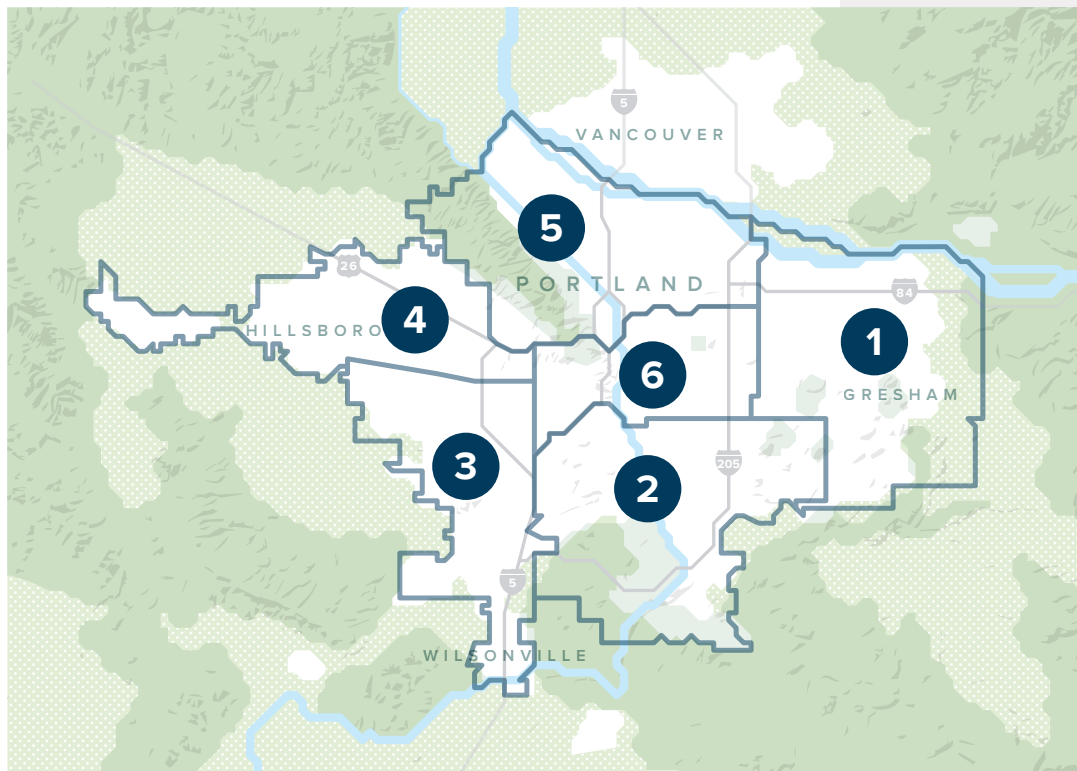 5
VANCOUVER
5
26
PORTLAND
84
HILLSBORO
4
1
6
GRESHAM
3
205
2
5
WILSONVILLE